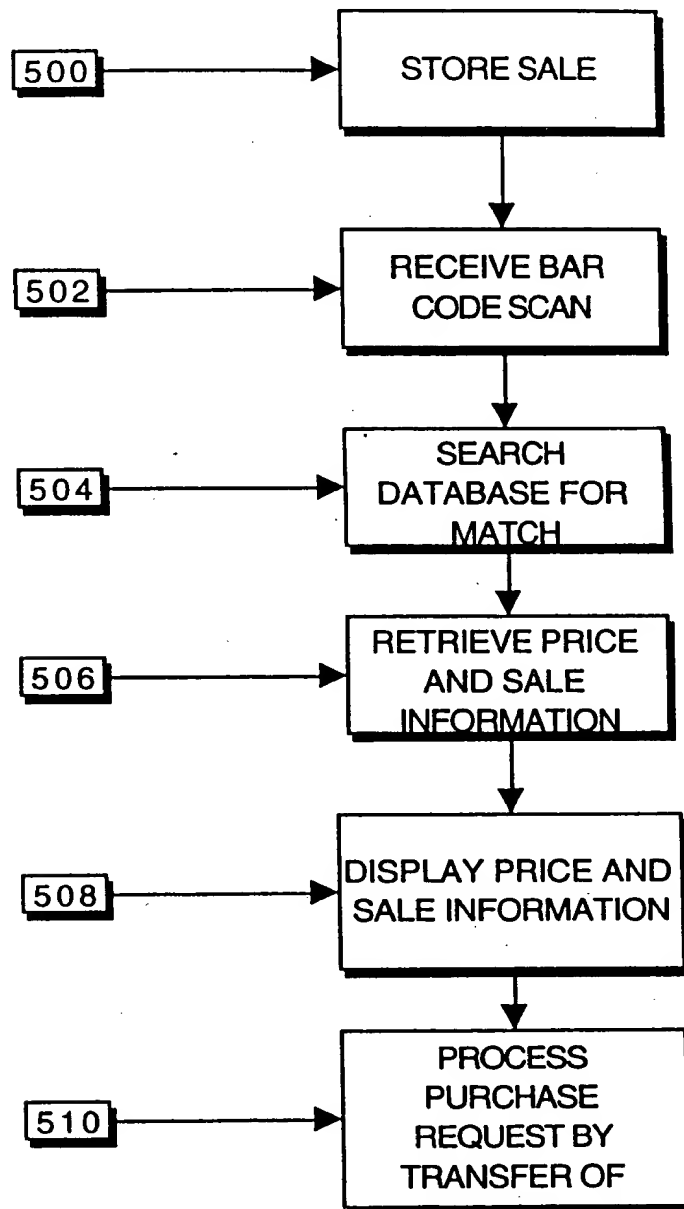 500
STORE SALE
502
RECEIVE BAR
CODE SCAN
504
SEARCH
DATABASE FOR
MATCH
506
RETRIEVE PRICE
AND SALE
INFORMATION
508
DISPLAY PRICE AND
SALE INFORMATION
510
PROCESS
PURCHASE
REQUEST BY
TRANSFER OF